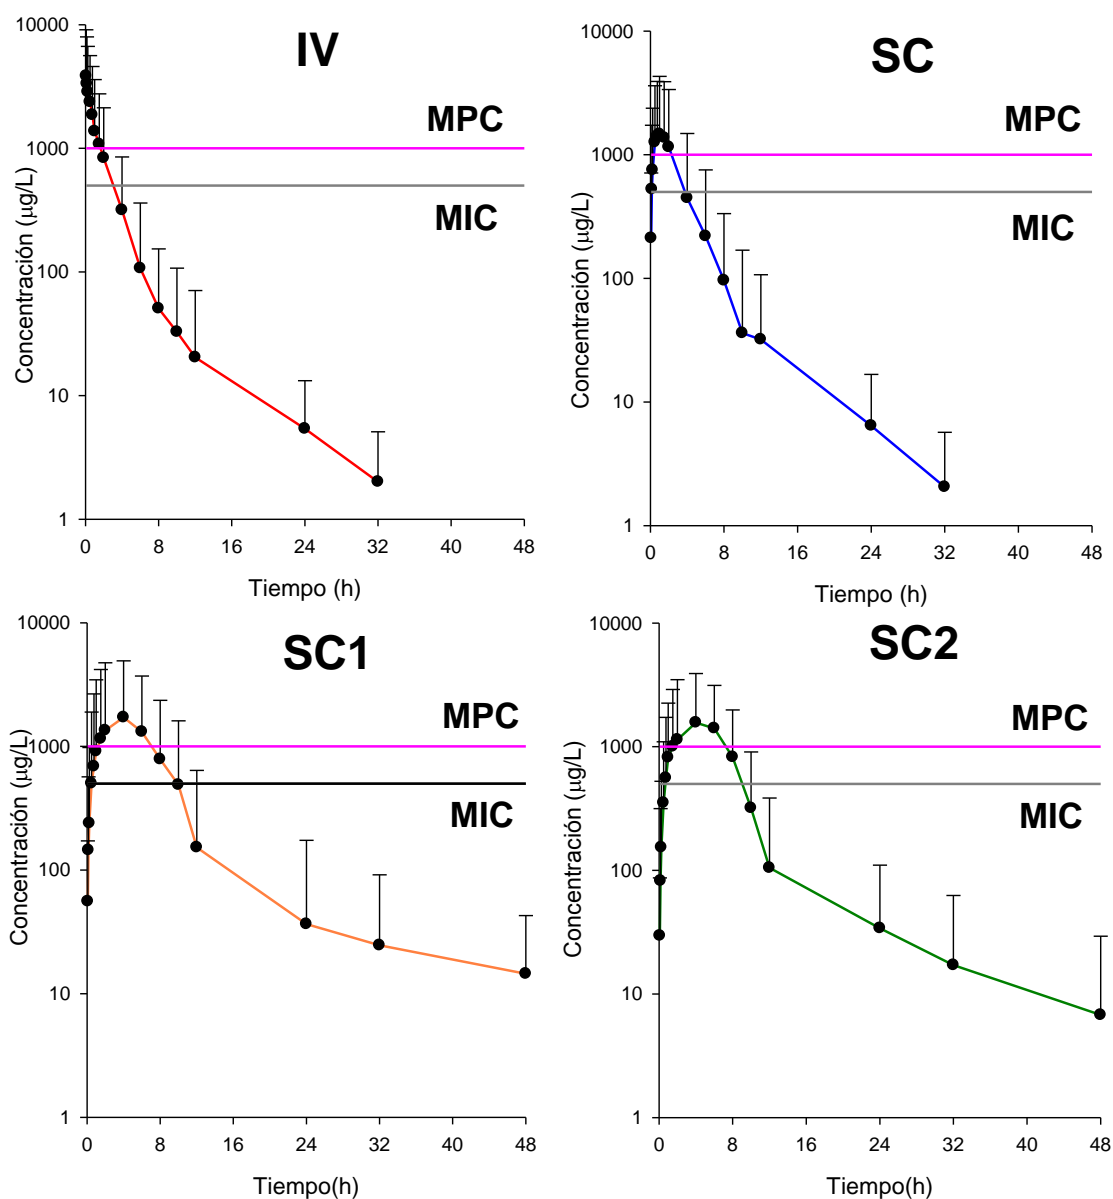 IV
MPC
MIC
Concentración (µg/L)
10000
1000
100
10
1
0 8 16 24 32 40 48
Tiempo (h)
SC
MPC
MIC
Concentración (µg/L)
10000
1000
100
10
1
0 8 16 24 32 40 48
Tiempo (h)
SC1
MPC
MIC
Concentración (µg/L)
10000
1000
100
10
1
0 8 16 24 32 40 48
Tiempo(h)
SC2
MPC
MIC
Concentración (µg/L)
10000
1000
100
10
1
0 8 16 24 32 40 48
Tiempo(h)